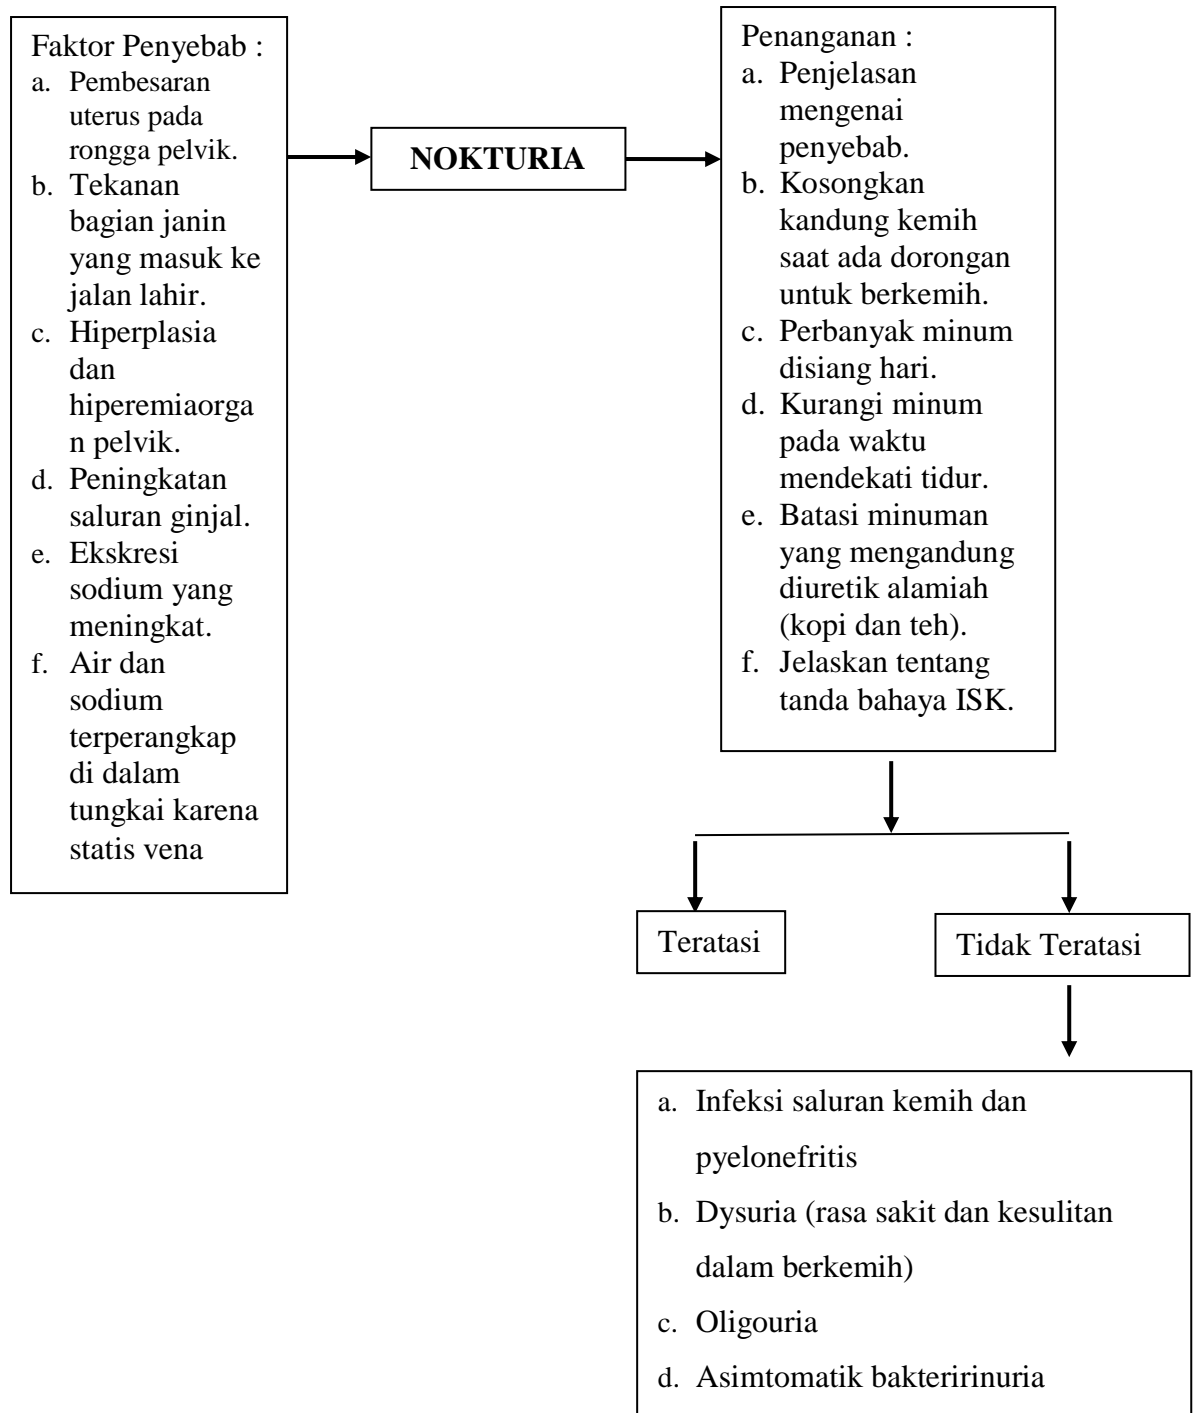 Faktor Penyebab :
a. Pembesaran
uterus pada
rongga pelvik.
b. Tekanan
bagian janin
yang masuk ke
jalan lahir.
c. Hiperplasia
dan
hiperemiaorga
n pelvik.
d. Peningkatan
saluran ginjal.
e. Ekskresi
sodium yang
meningkat.
f. Air dan
sodium
terperangkap
di dalam
tungkai karena
statis vena
NOKTURIA
Penanganan :
a. Penjelasan
mengenai
penyebab.
b. Kosongkan
kandung kemih
saat ada dorongan
untuk berkemih.
c. Perbanyak minum
disiang hari.
d. Kurangi minum
pada waktu
mendekati tidur.
e. Batasi minuman
yang mengandung
diuretik alamiah
(kopi dan teh).
f. Jelaskan tentang
tanda bahaya ISK.
Teratasi
Tidak Teratasi
a. Infeksi saluran kemih dan
pyelonefritis
b. Dysuria (rasa sakit dan kesulitan
dalam berkemih)
c. Oligouria
d. Asimtomatik bakteririnuria